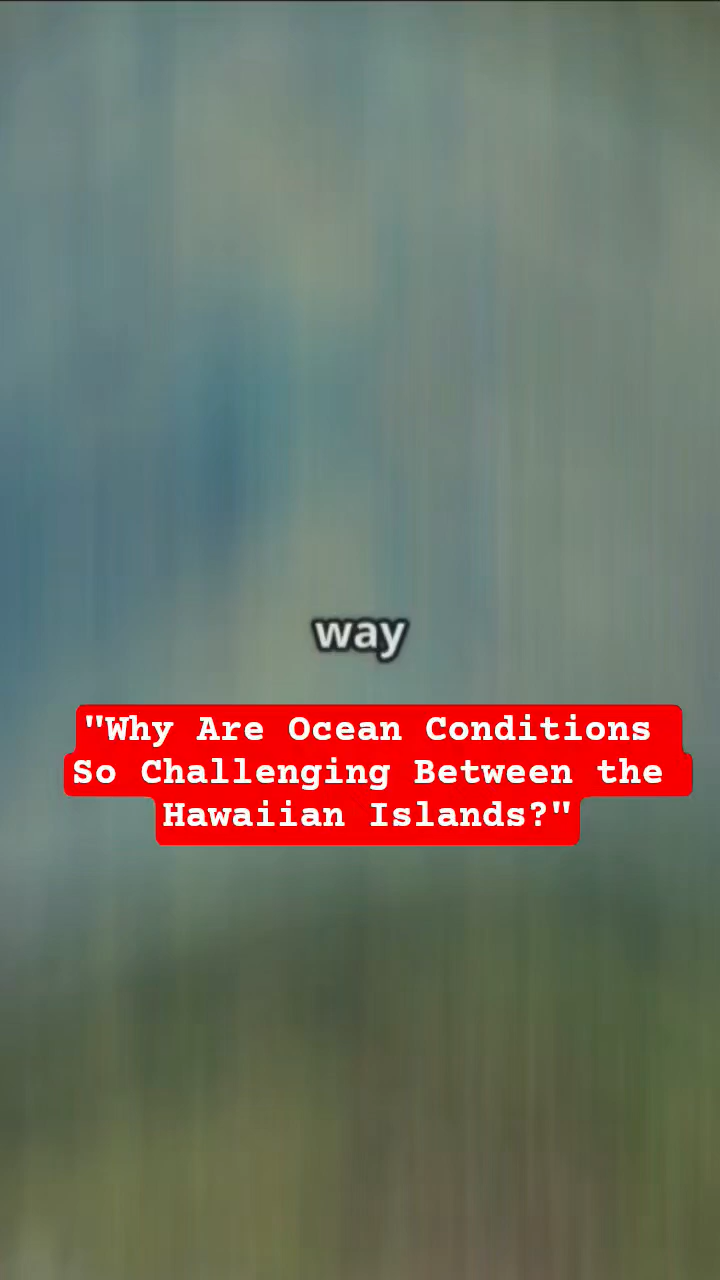 way
"Why Are Ocean Conditions
So Challenging Between the
Hawaiian Islands?"